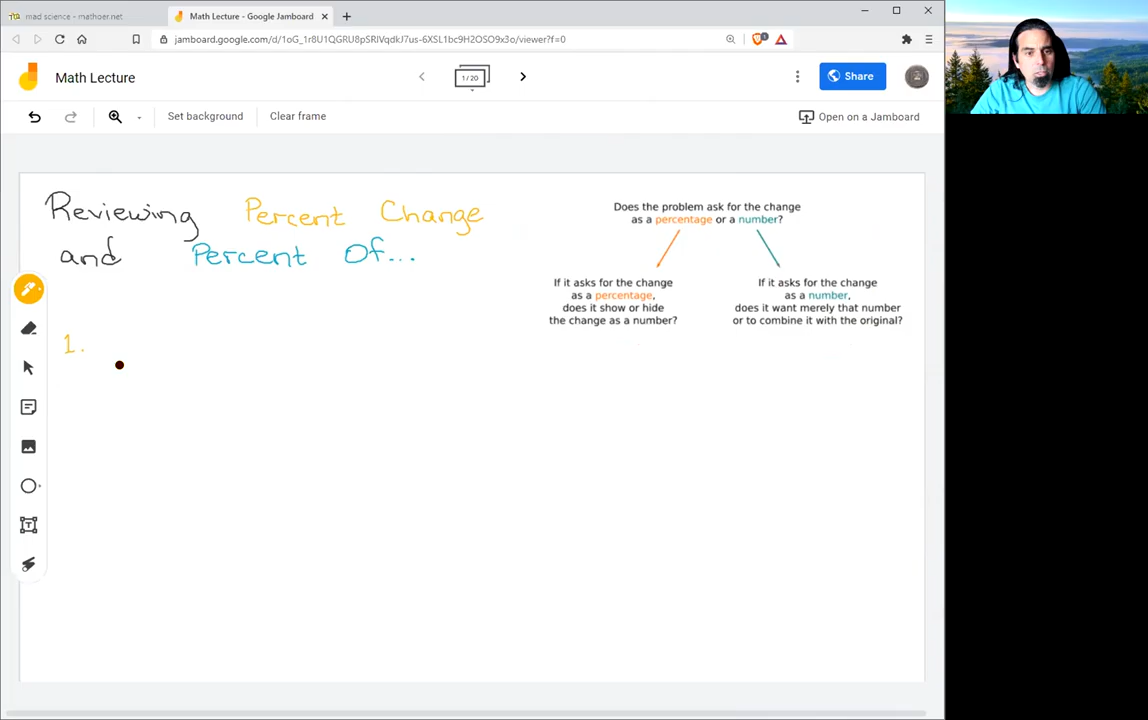 mad science - mathoer.net
Math Lecture - Google Jamboard
jamboard.google.com/d/1oG_1r8U1QGRU8pSRlVqdkJ7us-6XSL1bc9H2OSO9x3o/viewer?f=0
Math Lecture
1/20
Share
Set background
Clear frame
Open on a Jamboard
Reviewing Percent Change
and Percent Of...
Does the problem ask for the change
as a percentage or a number?
If it asks for the change
as a percentage,
does it show or hide
the change as a number?
If it asks for the change
as a number,
does it want merely that number
or to combine it with the original?
1.